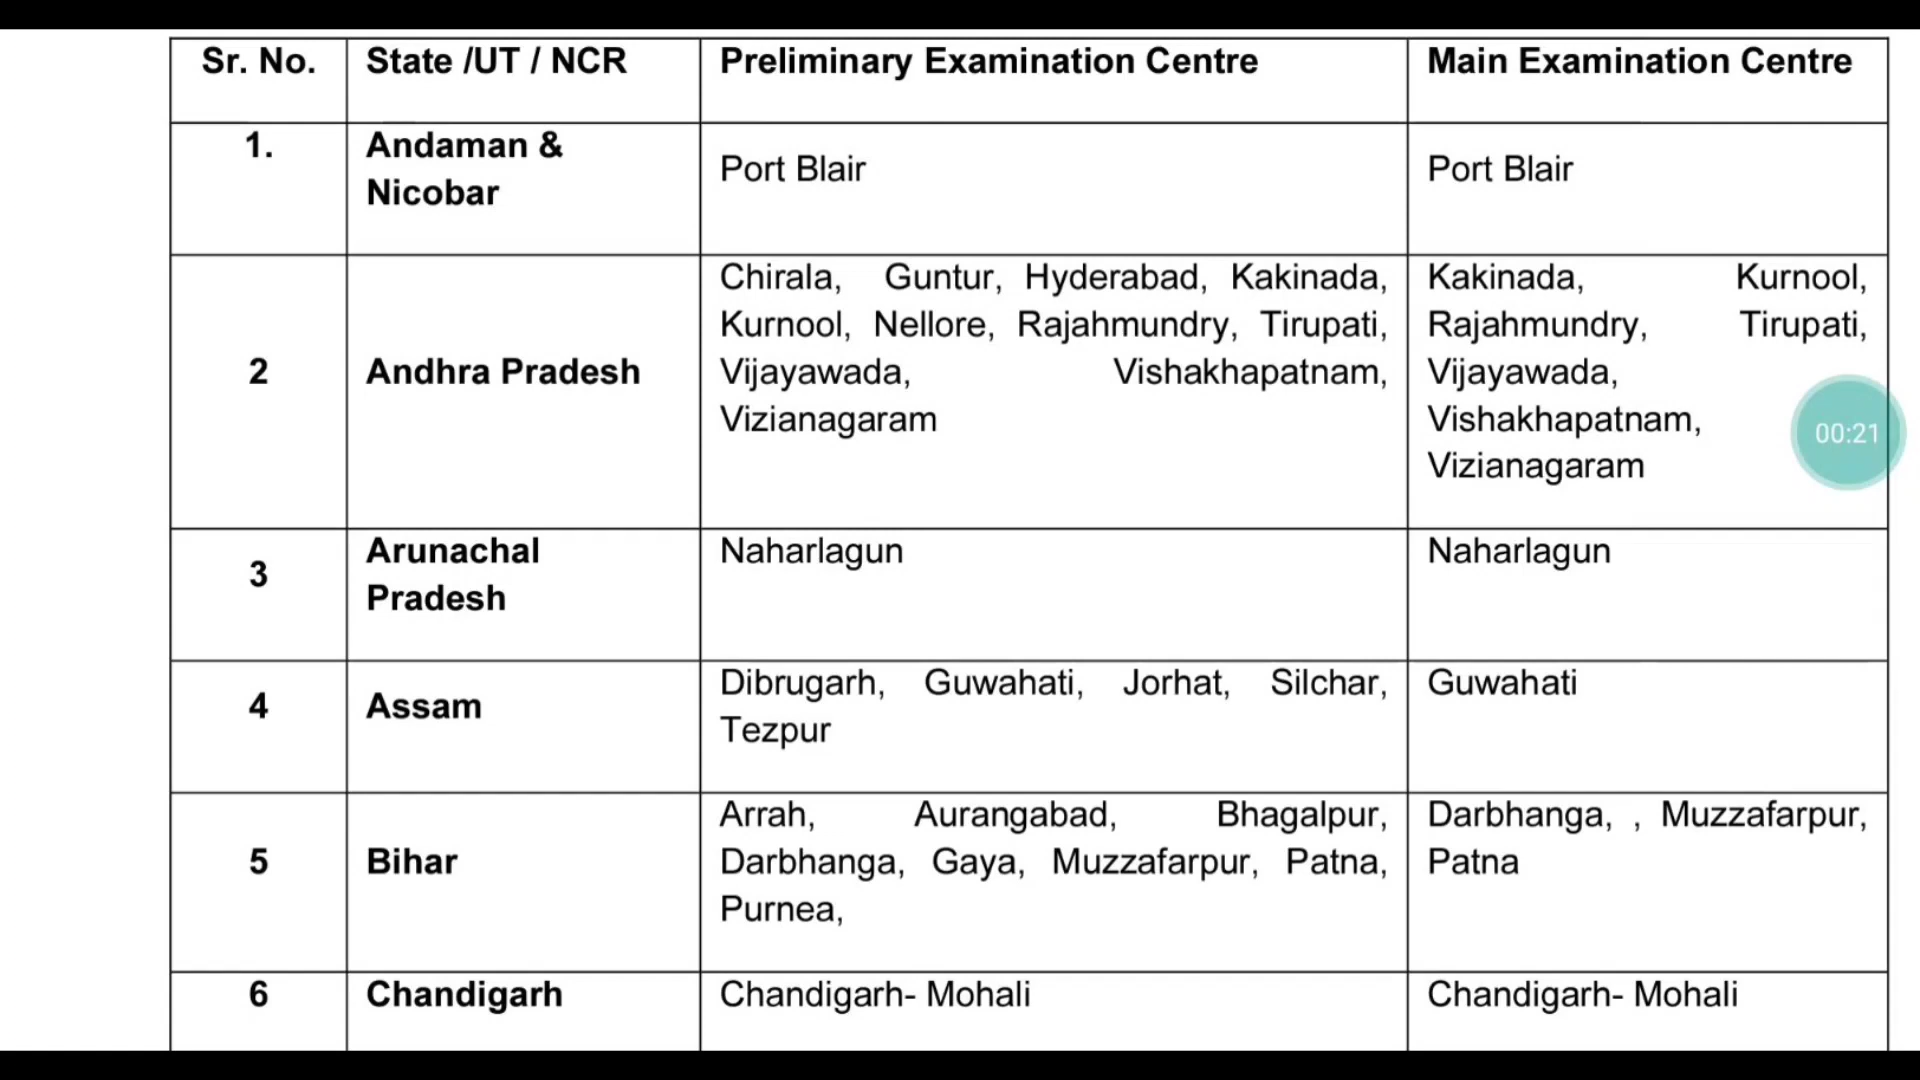 Sr. No. State /UT / NCR Preliminary Examination Centre Main Examination Centre
1. Andaman & Nicobar Port Blair Port Blair
2 Andhra Pradesh
Chirala, Guntur, Hyderabad, Kakinada,
Kurnool, Nellore, Rajahmundry, Tirupati,
Vijayawada, Vishakhapatnam,
Vizianagaram
Kakinada, Kurnool,
Rajahmundry, Tirupati,
Vijayawada,
Vishakhapatnam,
Vizianagaram
00:21
3
Arunachal
Pradesh
Naharlagun
Naharlagun
4
Assam
Dibrugarh, Guwahati, Jorhat, Silchar,
Tezpur
Guwahati
5
Bihar
Arrah, Aurangabad, Bhagalpur,
Darbhanga, Gaya, Muzzafarpur, Patna,
Purnea,
Darbhanga, , Muzzafarpur,
Patna
6
Chandigarh
Chandigarh- Mohali
Chandigarh- Mohali